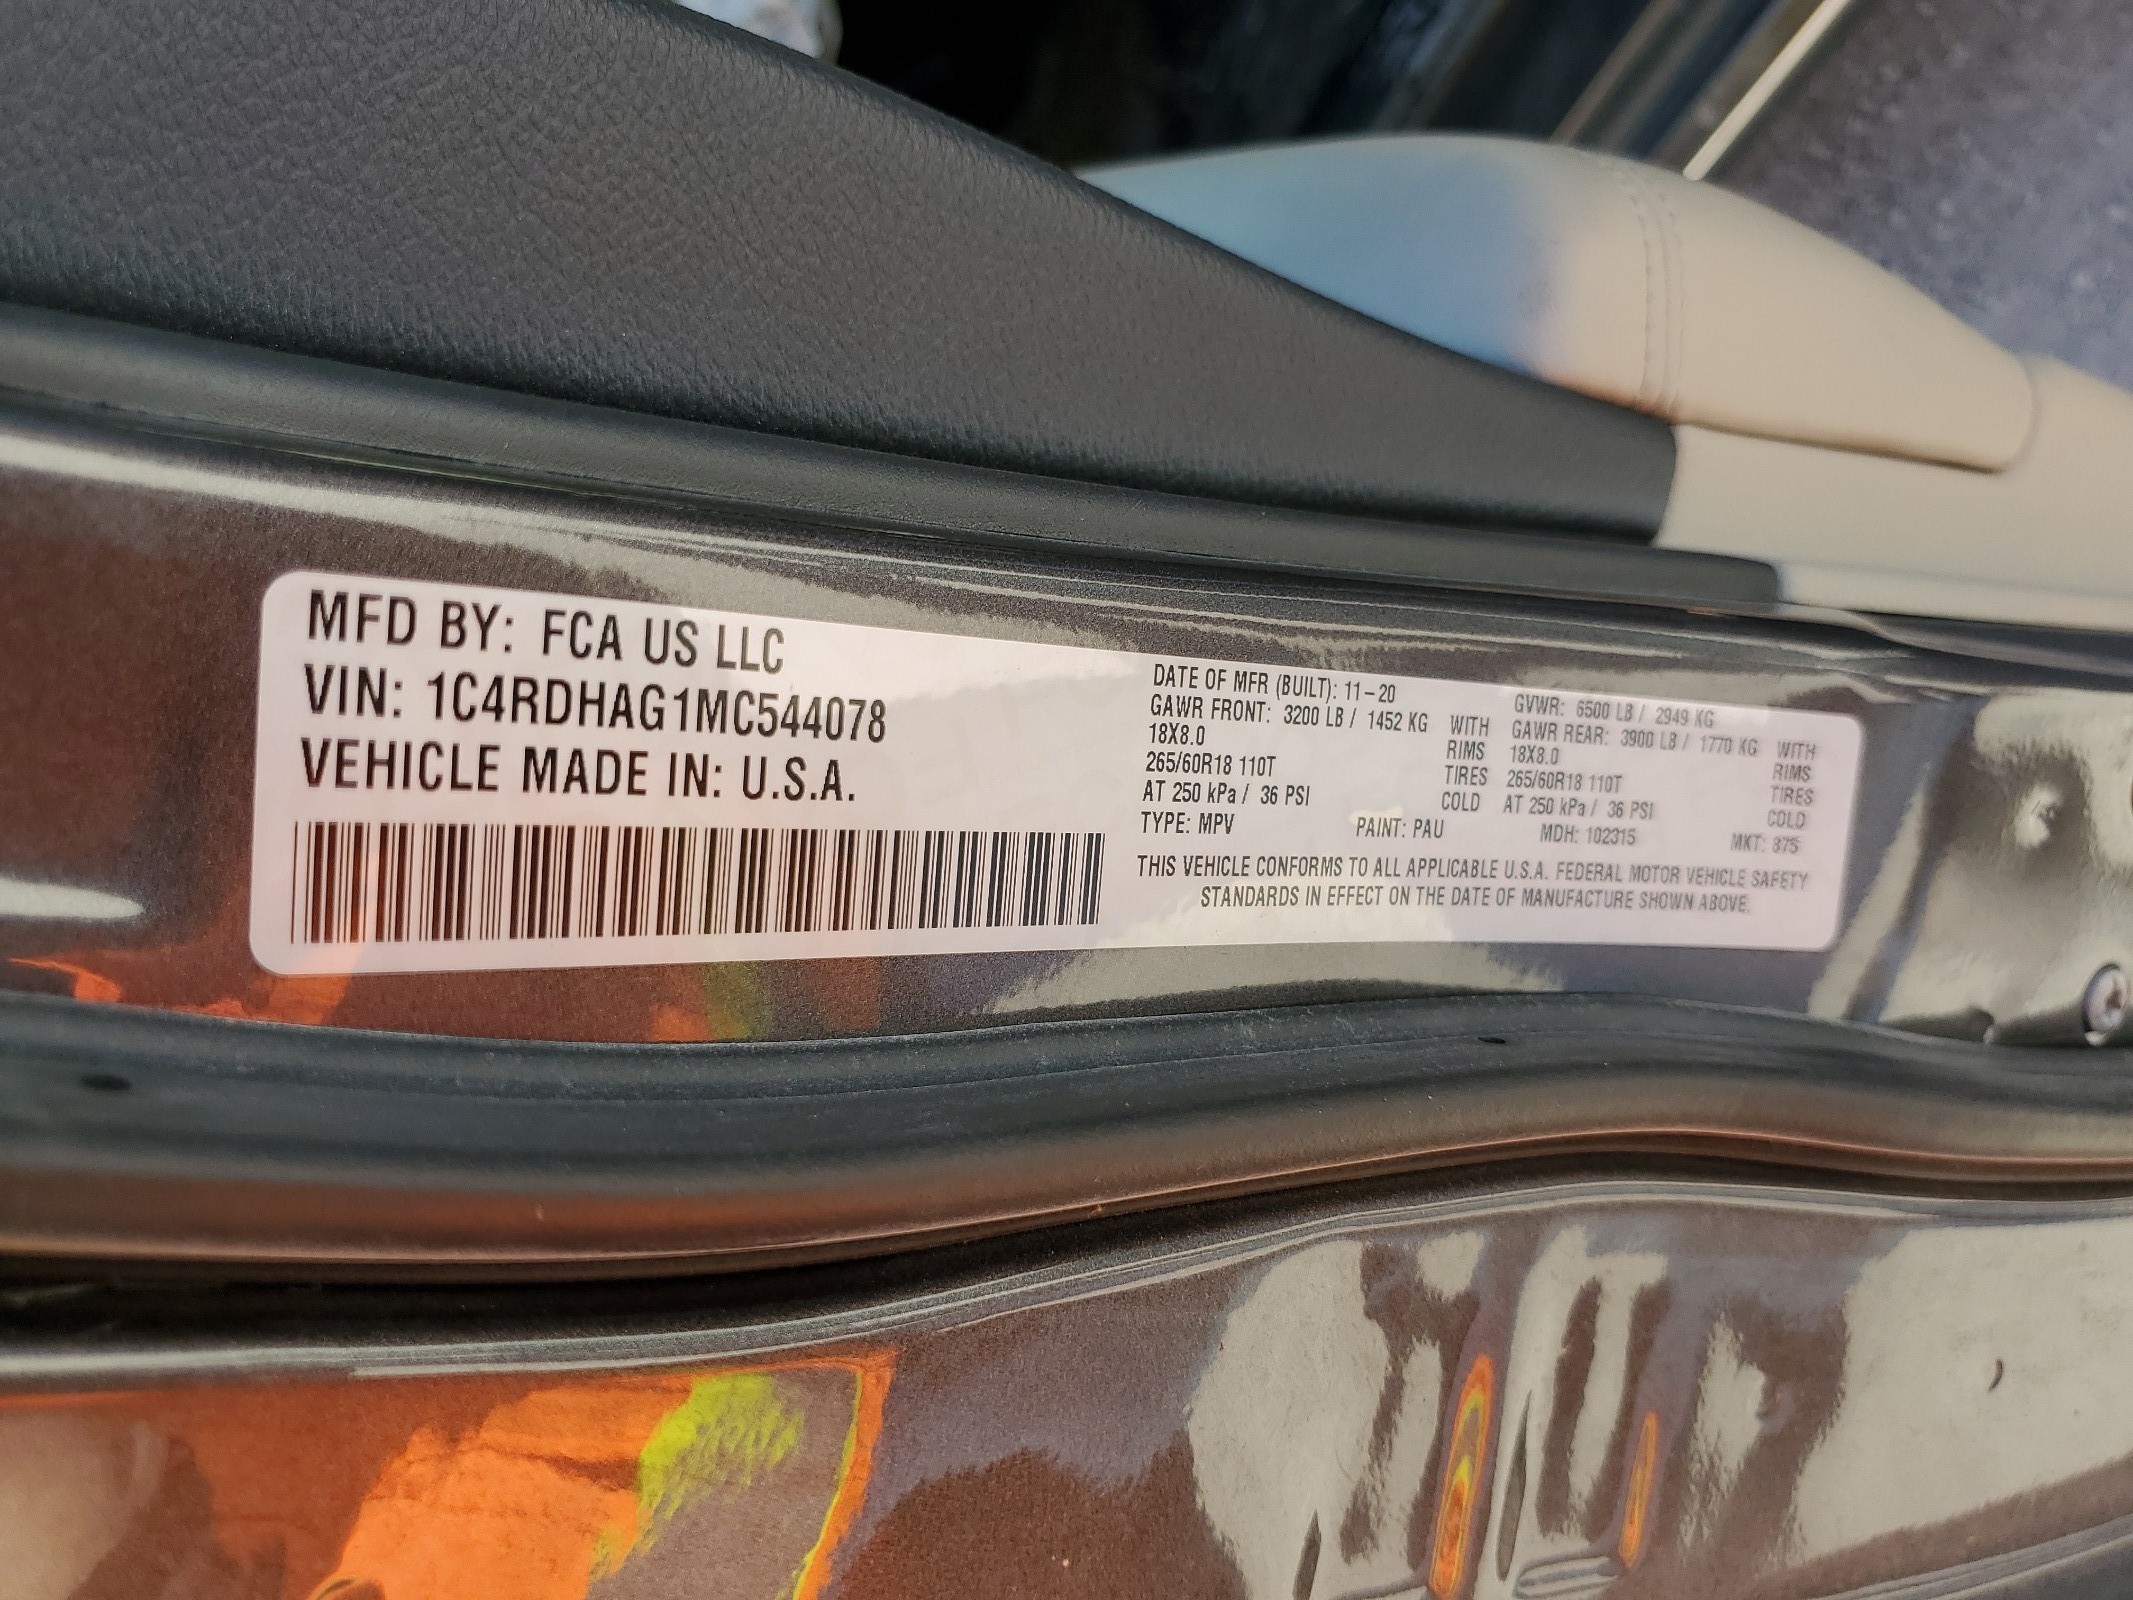 MFD BY: FCA US LLC
VIN: 1C4RDHAG1MC544078
VEHICLE MADE IN: U.S.A.
DATE OF MFR (BUILT): 11-20
GAWR FRONT: 3200 LB / 1452 KG WITH
18X8.0 RIMS
265/60R18 110T TIRES
AT 250 kPa / 36 PSI COLD
GVWR: 6500 LB / 2949 KG
GAWR REAR: 3900 LB / 1770 KG WITH
18X8.0 RIMS
265/60R18 110T TIRES
AT 250 kPa / 36 PSI COLD
TYPE: MPV PAINT: PAU MDH: 102315 MKT: 875
THIS VEHICLE CONFORMS TO ALL APPLICABLE U.S.A. FEDERAL MOTOR VEHICLE SAFETY
STANDARDS IN EFFECT ON THE DATE OF MANUFACTURE SHOWN ABOVE.